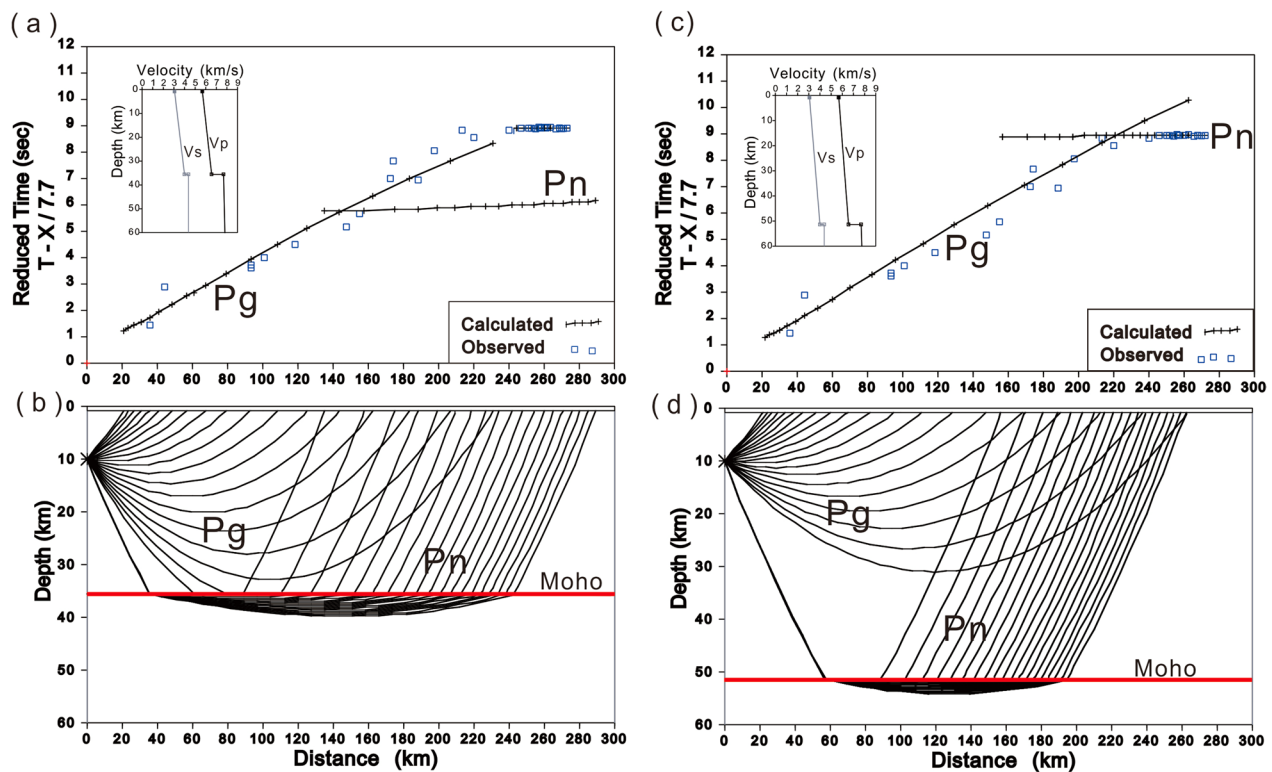 ( a )
12
11
10
9
8
7
6
5
4
3
2
1
0
Reduced Time (sec)
T - X / 7.7
Velocity (km/s)
0 1 2 3 4 5 6 7 8 9
0
10
20
30
40
50
60
Depth (km)
Vs
Vp
Pn
Pg
Calculated
Observed
0 20 40 60 80 100 120 140 160 180 200 220 240 260 280 300
( b )
0
10
20
30
40
50
60
Depth (km)
Pg
Pn
Moho
0 20 40 60 80 100 120 140 160 180 200 220 240 260 280 300
Distance (km)
( c )
12
11
10
9
8
7
6
5
4
3
2
1
0
Reduced Time (sec)
T - X / 7.7
Velocity (km/s)
0 1 2 3 4 5 6 7 8 9
0
10
20
30
40
50
60
Depth (km)
Vs
Vp
Pn
Pg
Calculated
Observed
0 20 40 60 80 100 120 140 160 180 200 220 240 260 280 300
( d )
0
10
20
30
40
50
60
Depth (km)
Pg
Pn
Moho
0 20 40 60 80 100 120 140 160 180 200 220 240 260 280 300
Distance (km)